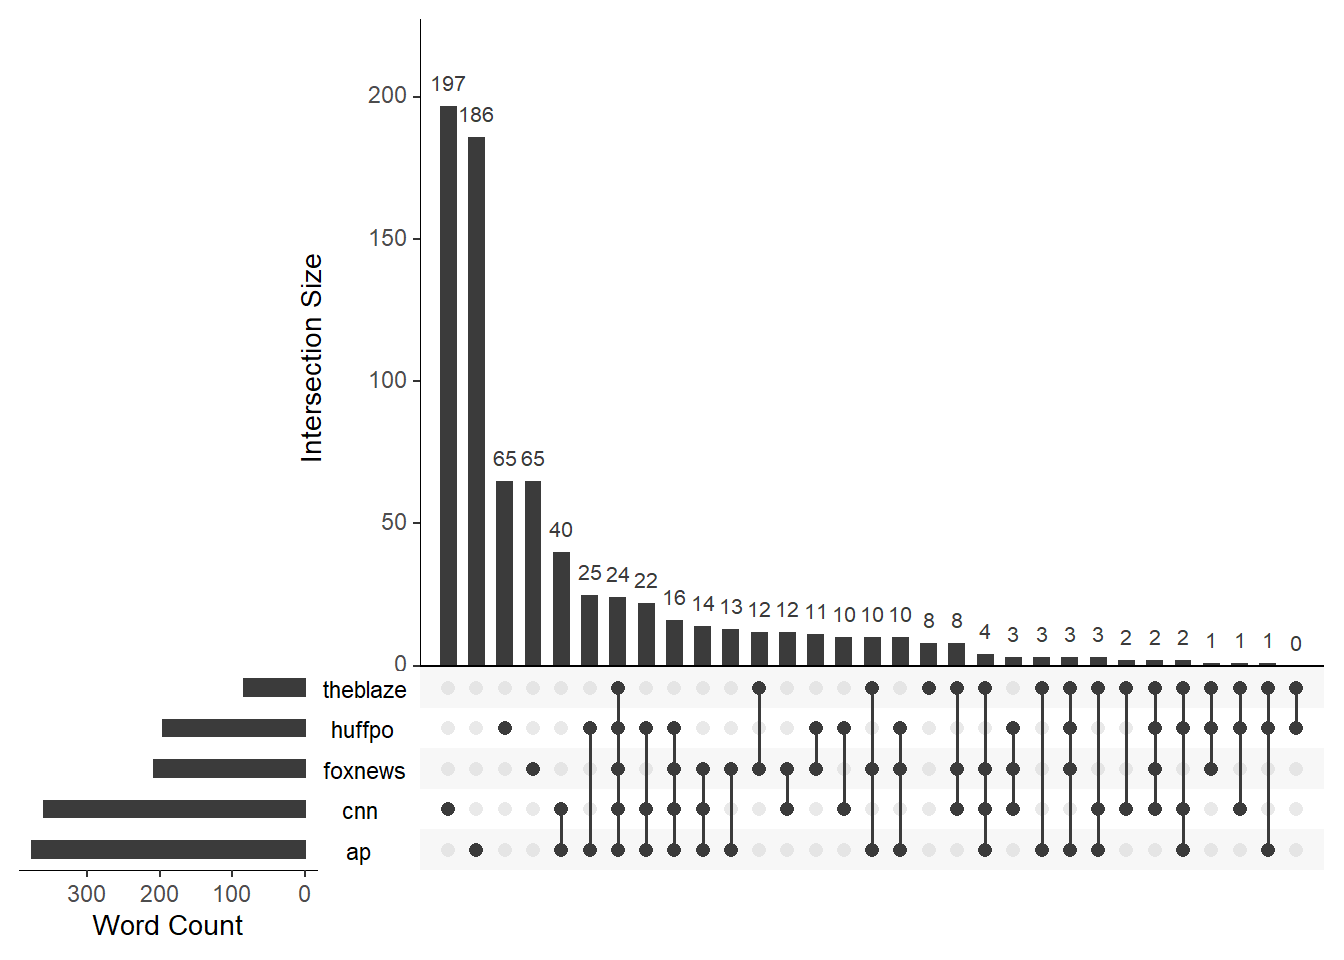 197
186
200
150
100
50
0
Intersection Size
65 65
40
25 24 22
16 14 13 12 12 11 10 10 10 8 8 4 3 3 3 3 2 2 2 1 1 1 0
theblaze
huffpo
foxnews
cnn
ap
300 200 100 0
Word Count